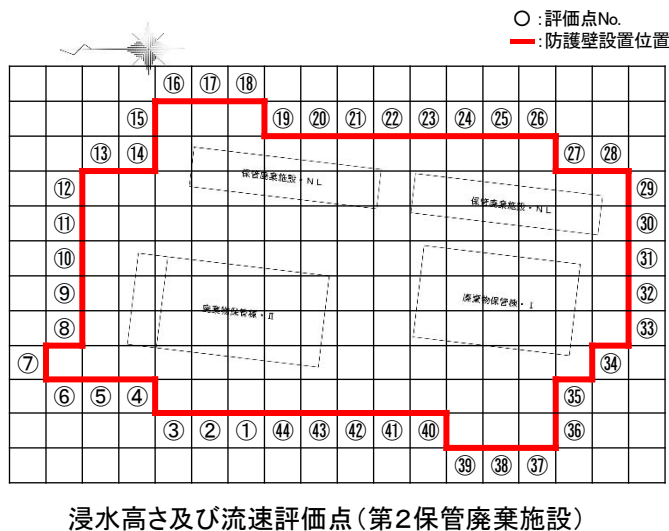 ○:評価点No.
━:防護壁設置位置
⑯ ⑰ ⑱
⑮ ⑲ ⑳ ㉑ ㉒ ㉓ ㉔ ㉕ ㉖
⑬ ⑭ ㉗ ㉘
保管廃棄施設・NL
⑫ ㉙
保管廃棄施設・NL
⑪ ㉚
⑩ ㉛
⑨ ㉜
廃棄物保管棟・Ⅰ
廃棄物保管棟・Ⅱ
⑧ ㉝
⑦ ㉞
⑥ ⑤ ④ ㉟
③ ② ① ㊹ ㊸ ㊷ ㊶ ㊵ ㊱
㊴ ㊳ ㊲
浸水高さ及び流速評価点(第2保管廃棄施設)